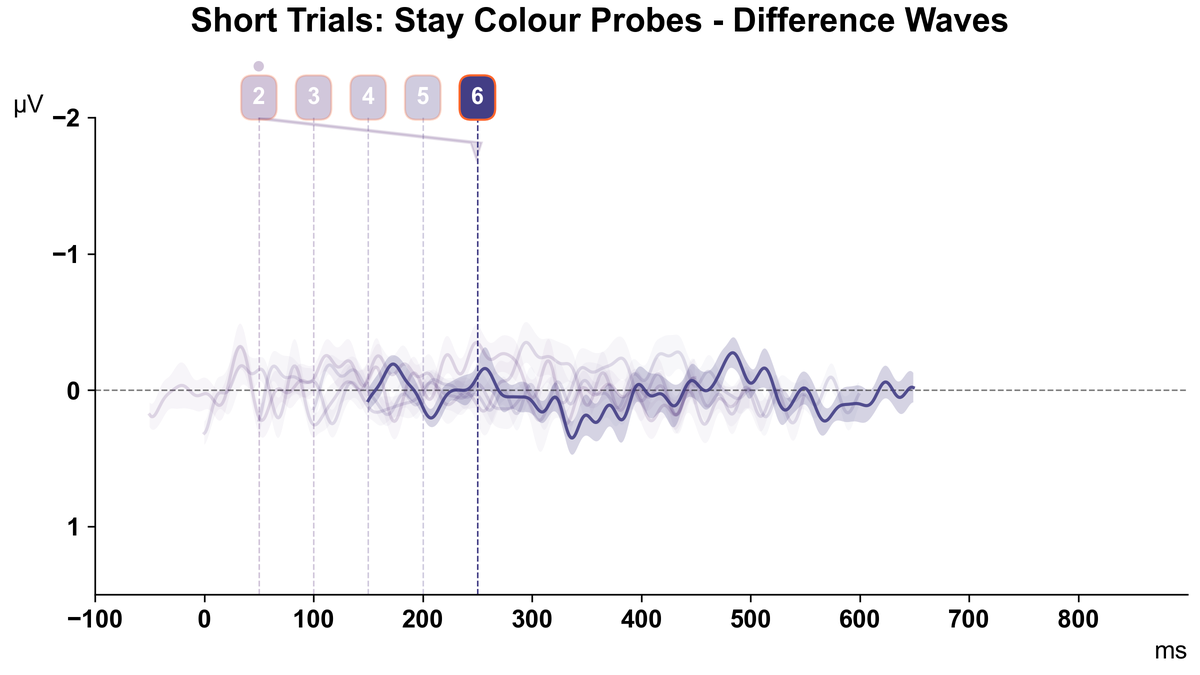 Short Trials: Stay Colour Probes - Difference Waves
2 3 4 5 6
µV
−2
−1
0
1
−100 0 100 200 300 400 500 600 700 800
ms